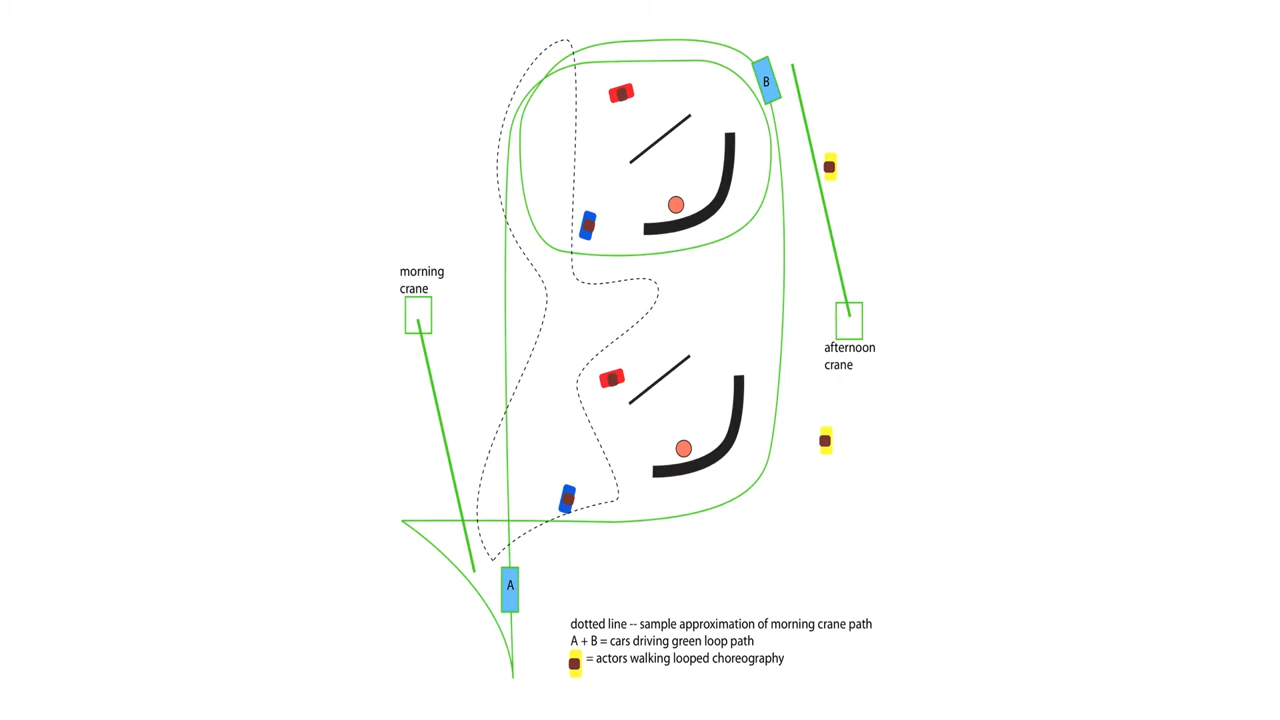 B
morning
crane
afternoon
crane
A
dotted line -- sample approximation of morning crane path
A + B = cars driving green loop path
= actors walking looped choreography